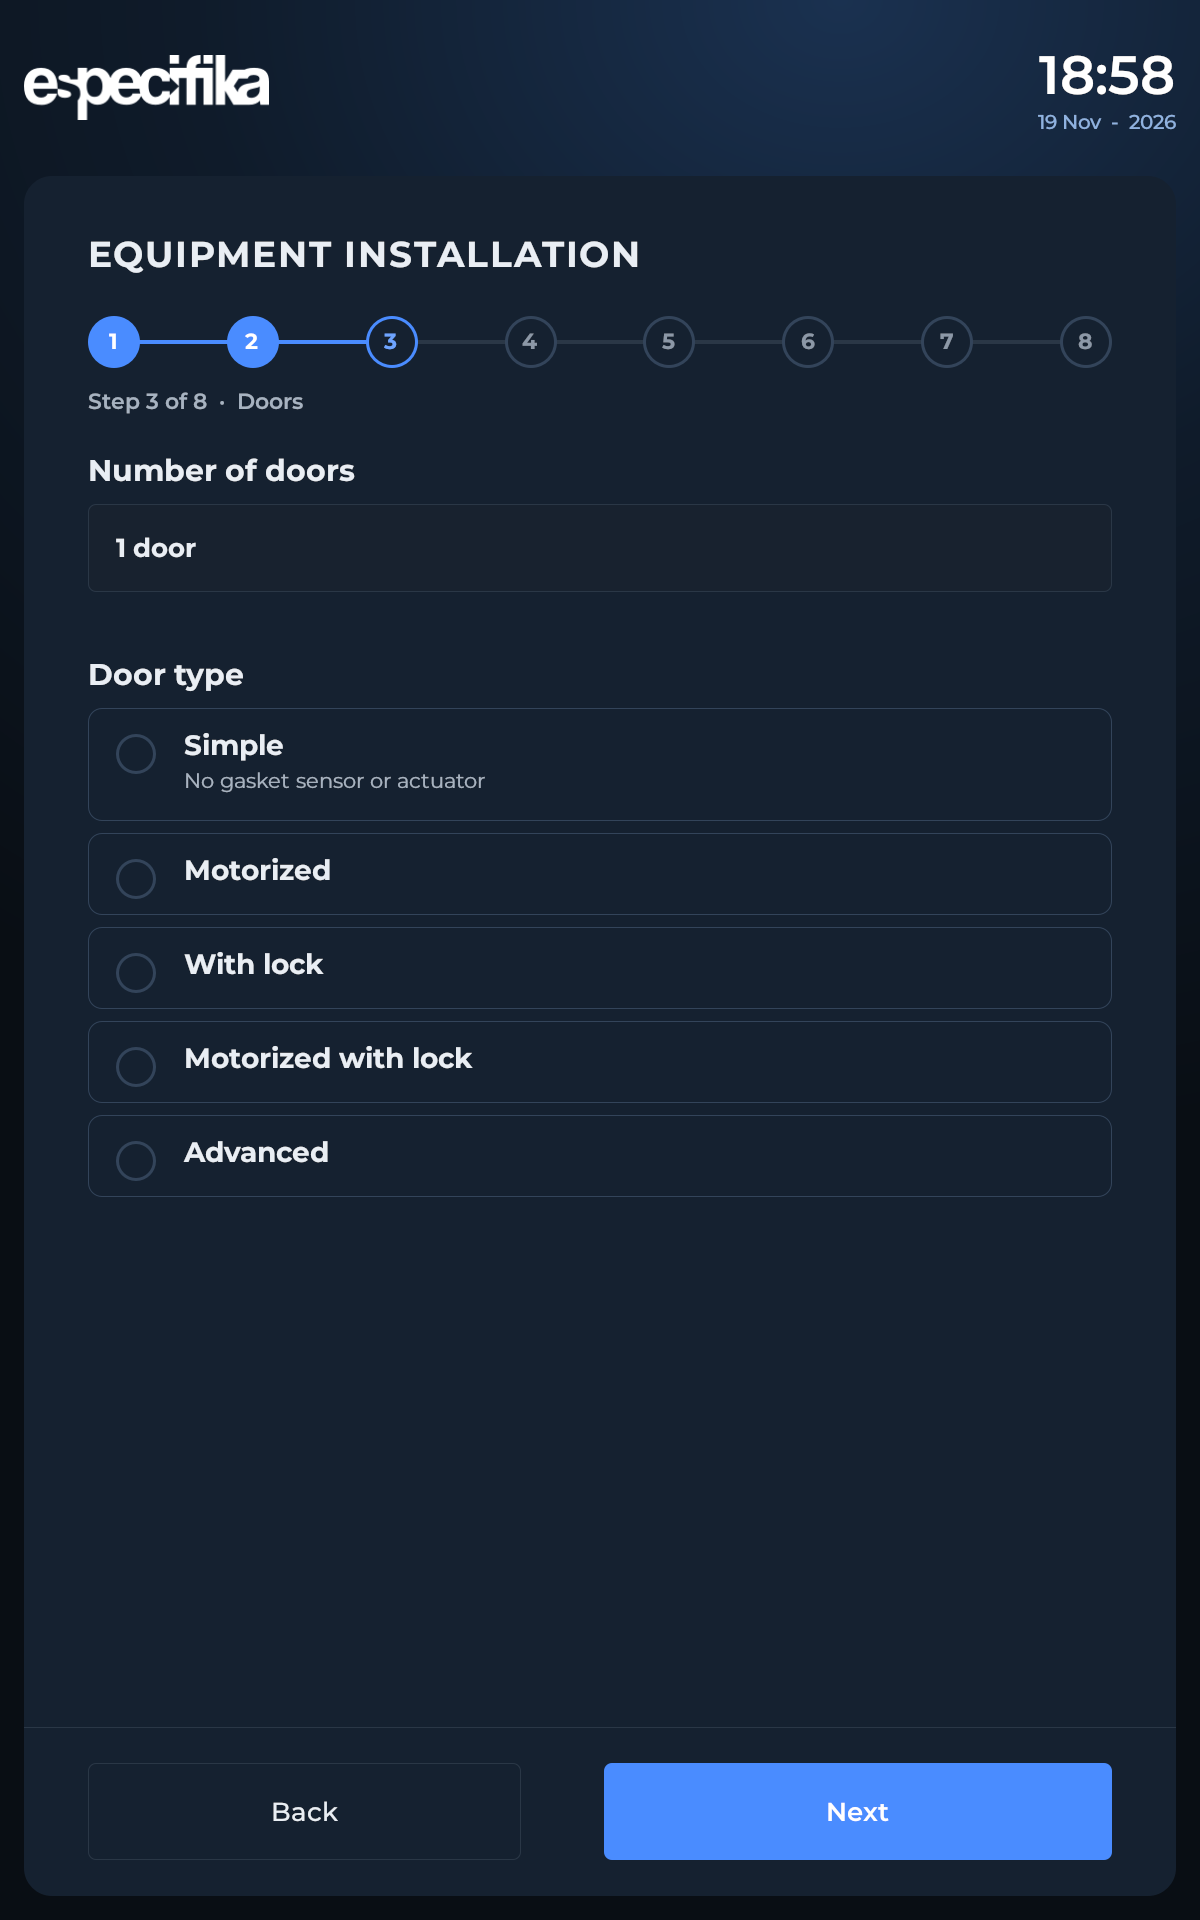 especifika
18:58
19 Nov - 2026
EQUIPMENT INSTALLATION
1 2 3 4 5 6 7 8
Step 3 of 8 · Doors
Number of doors
1 door
Door type
Simple
No gasket sensor or actuator
Motorized
With lock
Motorized with lock
Advanced
Back
Next